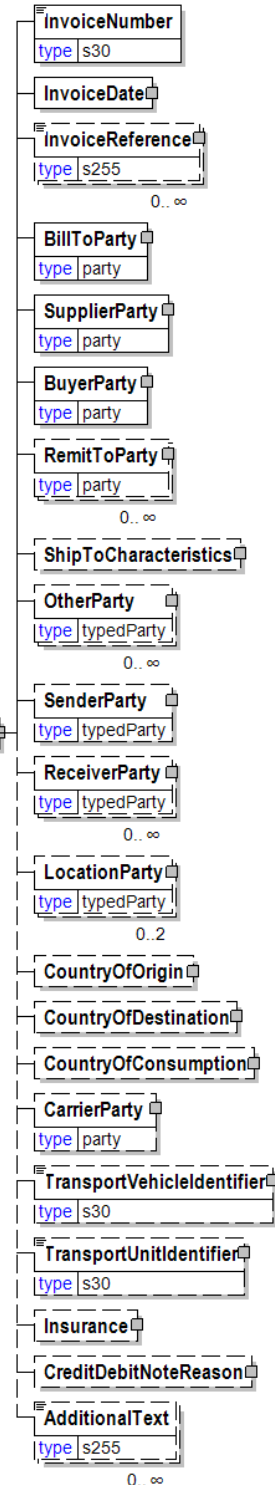 InvoiceNumber
type s30
InvoiceDate
InvoiceReference
type s255
0.. ∞
BillToParty
type party
SupplierParty
type party
BuyerParty
type party
RemitToParty
type party
0.. ∞
ShipToCharacteristics
OtherParty
type typedParty
0.. ∞
SenderParty
type typedParty
ReceiverParty
type typedParty
0.. ∞
LocationParty
type typedParty
0..2
CountryOfOrigin
CountryOfDestination
CountryOfConsumption
CarrierParty
type party
TransportVehicleIdentifier
type s30
TransportUnitIdentifier
type s30
Insurance
CreditDebitNoteReason
AdditionalText
type s255
0.. ∞